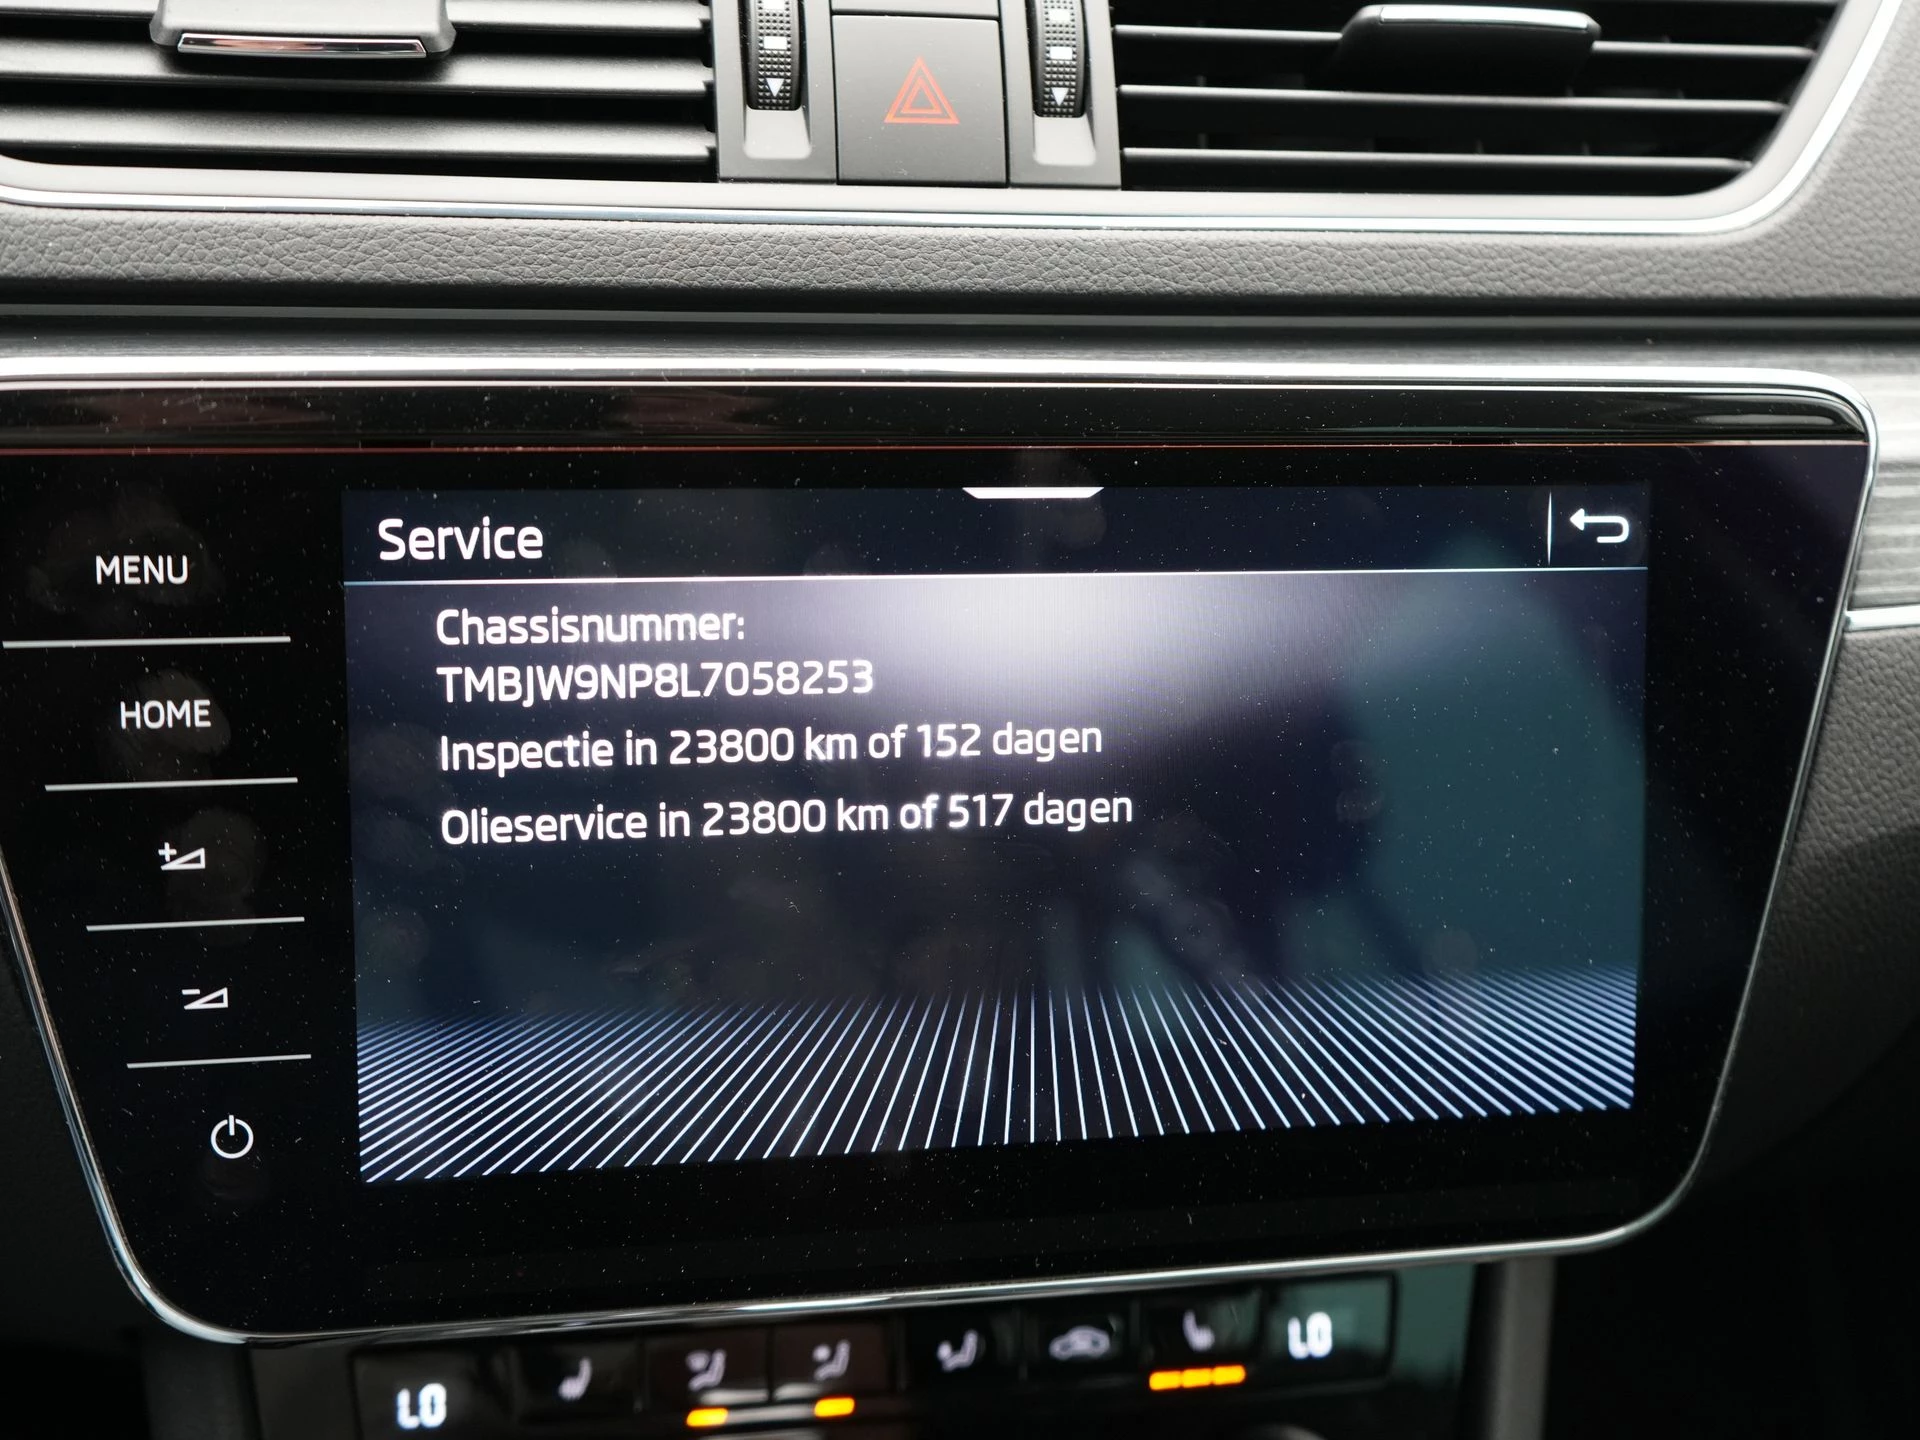 Service
MENU
Chassisnummer:
TMBJW9NP8L7058253
HOME
Inspectie in 23800 km of 152 dagen
Olieservice in 23800 km of 517 dagen
LO
LO